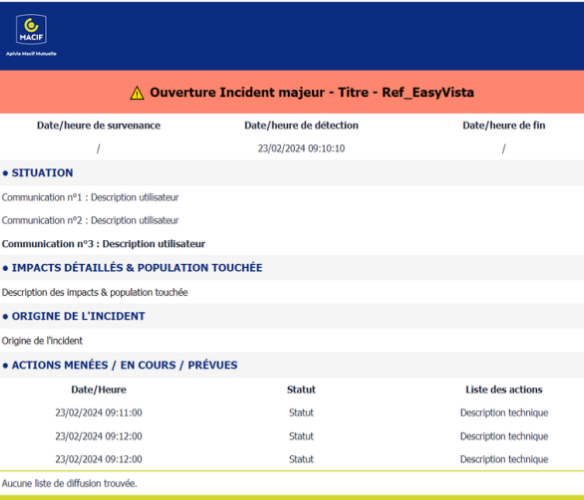 MACIF
Apivia Macif Mutuelle
Ouverture Incident majeur - Titre - Ref_EasyVista
Date/heure de survenance Date/heure de détection Date/heure de fin
/ 23/02/2024 09:10:10 /
• SITUATION
Communication n°1 : Description utilisateur
Communication n°2 : Description utilisateur
Communication n°3 : Description utilisateur
• IMPACTS DÉTAILLÉS & POPULATION TOUCHÉE
Description des impacts & population touchée
• ORIGINE DE L'INCIDENT
Origine de l'incident
• ACTIONS MENÉES / EN COURS / PRÉVUES
Date/Heure Statut Liste des actions
23/02/2024 09:11:00 Statut Description technique
23/02/2024 09:12:00 Statut Description technique
23/02/2024 09:12:00 Statut Description technique
Aucune liste de diffusion trouvée.